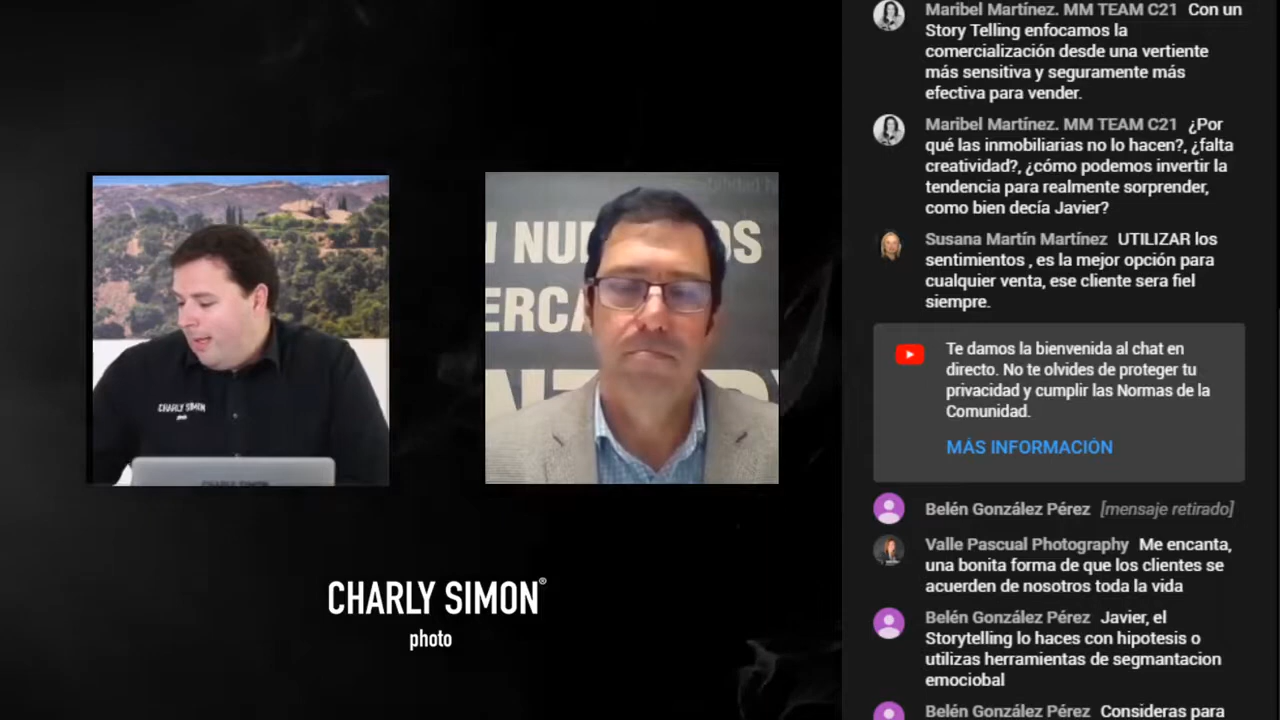 Maribel Martínez. MM TEAM C21 Con un
Story Telling enfocamos la
comercialización desde una vertiente
más sensitiva y seguramente más
efectiva para vender.
Maribel Martínez. MM TEAM C21 ¿Por
qué las inmobiliarias no lo hacen?, ¿falta
creatividad?, ¿cómo podemos invertir la
tendencia para realmente sorprender,
como bien decía Javier?
Susana Martín Martínez UTILIZAR los
sentimientos , es la mejor opción para
cualquier venta, ese cliente sera fiel
siempre.
Te damos la bienvenida al chat en
directo. No te olvides de proteger tu
privacidad y cumplir las Normas de la
Comunidad.
MÁS INFORMACIÓN
Belén González Pérez [mensaje retirado]
Valle Pascual Photography Me encanta,
una bonita forma de que los clientes se
acuerden de nosotros toda la vida
Belén González Pérez Javier, el
Storytelling lo haces con hipotesis o
utilizas herramientas de segmantacion
emociobal
Belén González Pérez Consideras para
CHARLY SIMON
photo
CHARLY SIMON
CHARLY SIMON®
photo